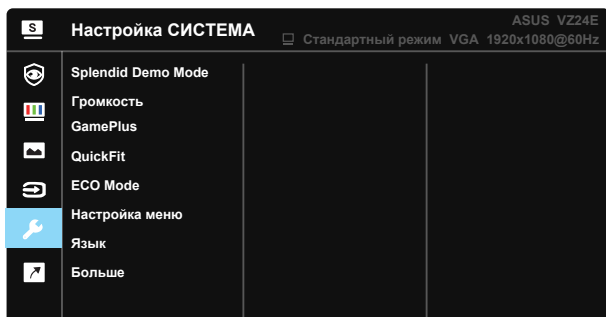 S
Настройка СИСТЕМА
ASUS VZ24E
Стандартный режим VGA 1920x1080@60Hz
Splendid Demo Mode
Громкость
GamePlus
QuickFit
ECO Mode
Настройка меню
Язык
Больше